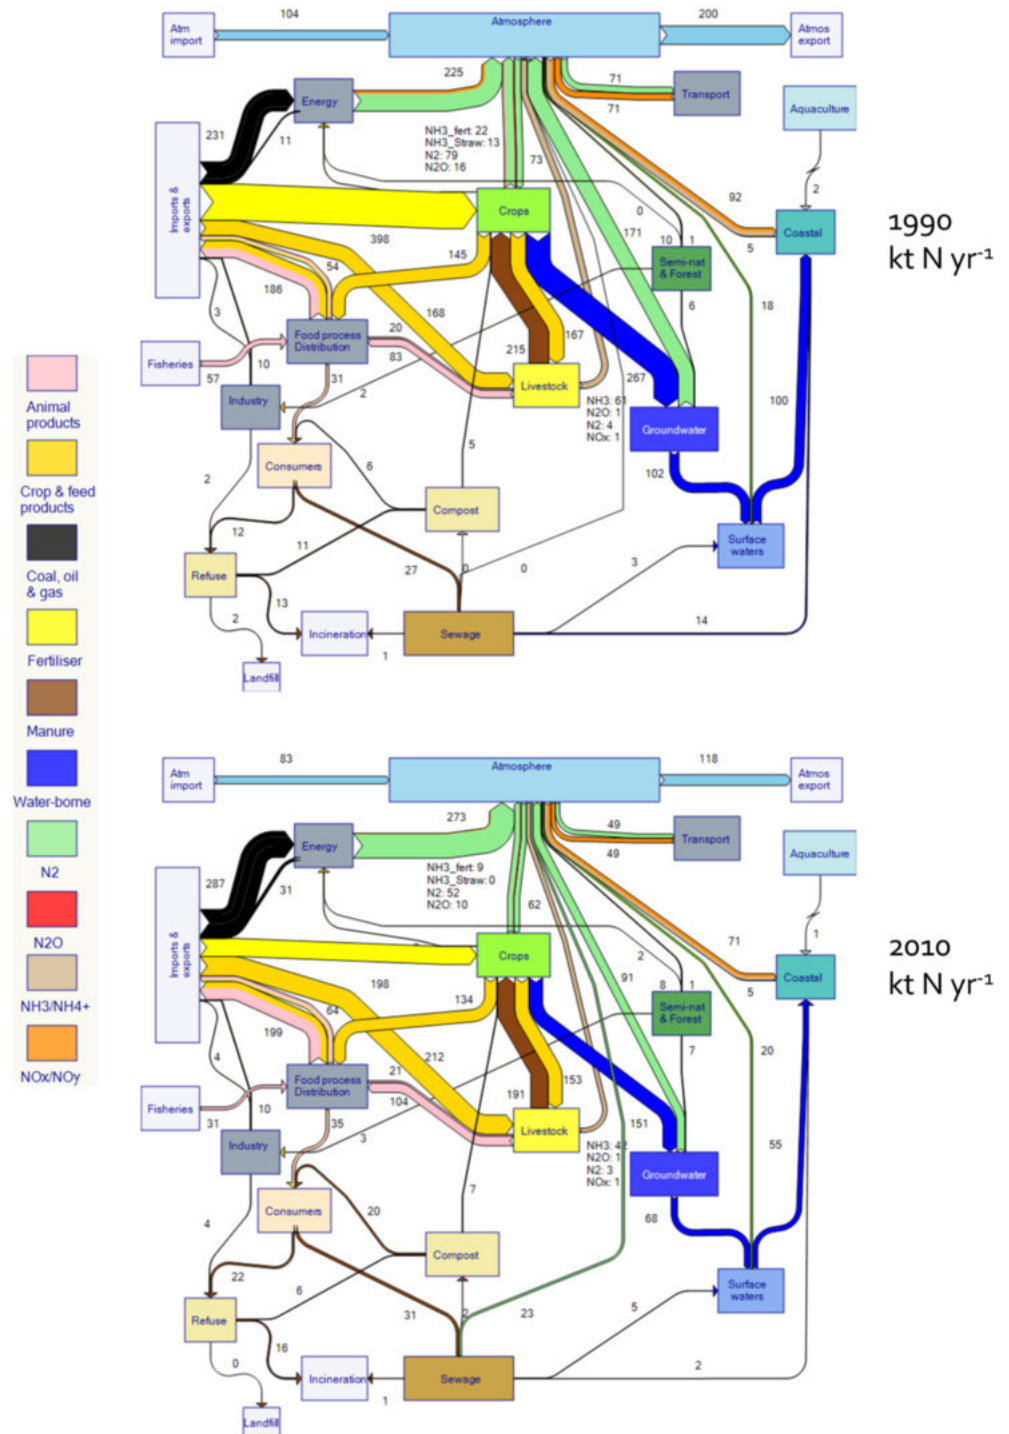 104
200
Atm
import
Atmosphere
Atmos
export
225
71
71
Energy
Transport
Aquaculture
231
11
NH3_fert: 22
NH3_Straw: 13
N2: 79
N2O: 16
73
2
Imports &
exports
Crops
92
0
398
171
10
1
5
Coastal
1990
kt N yr-1
54
145
Semi-nat
& Forest
186
6
18
3
168
20
Food process
Distribution
167
Fisheries
83
215
57
10
31
2
267
Industry
Livestock
NH3: 61
N2O: 1
N2: 4
NOx: 1
100
Groundwater
Consumers
6
5
102
2
Compost
12
11
Surface
waters
Refuse
27
0
0
3
13
2
Incineration
Sewage
14
1
Landfill
Animal
products
Crop & feed
products
Coal, oil
& gas
Fertiliser
Manure
Water-borne
N2
N2O
NH3/NH4+
NOx/NOy
83
118
Atm
import
Atmosphere
Atmos
export
273
49
49
Energy
Transport
Aquaculture
287
31
NH3_fert: 9
NH3_Straw: 0
N2: 52
N2O: 10
62
1
Imports &
exports
Crops
71
2
198
91
8
1
5
Coastal
2010
kt N yr-1
64
134
Semi-nat
& Forest
199
7
20
4
212
21
Food process
Distribution
153
Fisheries
104
191
31
10
35
3
151
Industry
Livestock
NH3: 42
N2O: 1
N2: 3
NOx: 1
55
Groundwater
Consumers
20
7
68
4
Compost
22
6
Surface
waters
Refuse
31
2
23
5
16
0
Incineration
Sewage
2
1
Landfill